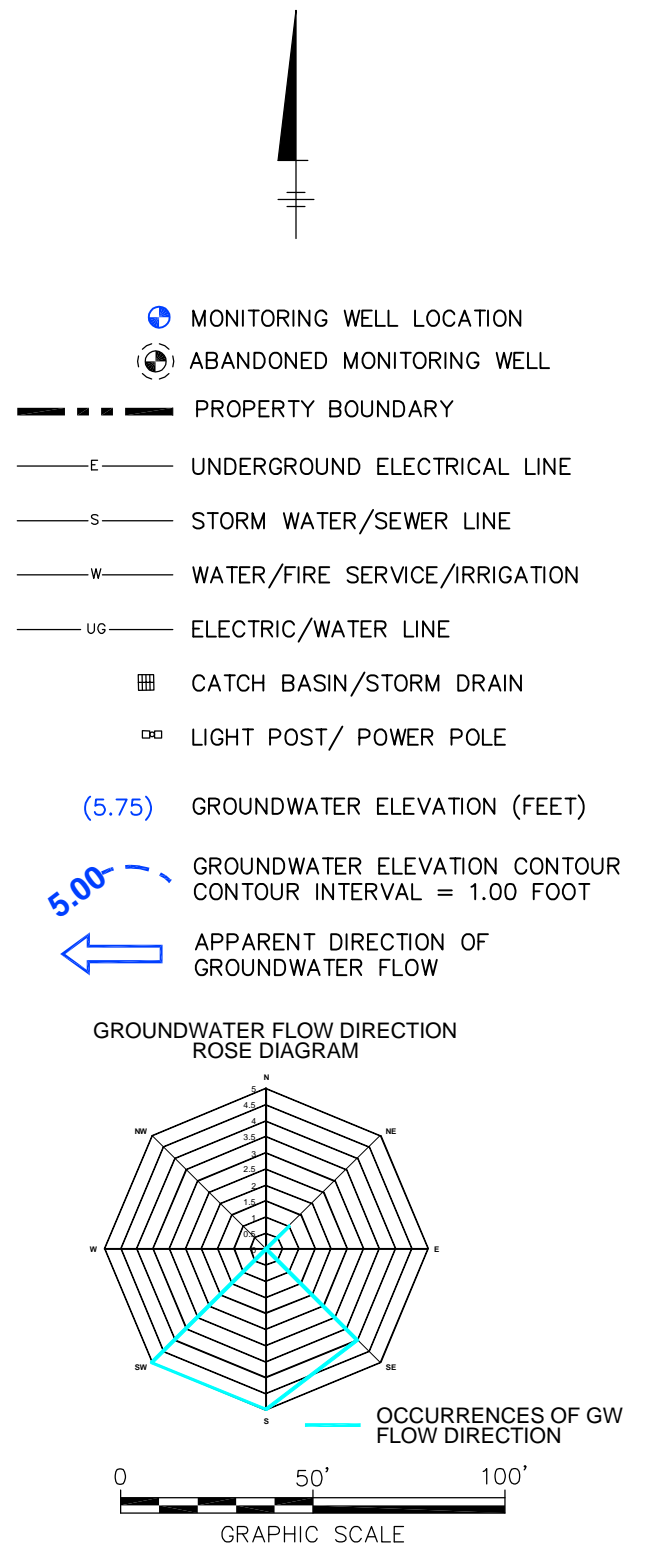 MONITORING WELL LOCATION
ABANDONED MONITORING WELL
PROPERTY BOUNDARY
E UNDERGROUND ELECTRICAL LINE
S STORM WATER/SEWER LINE
W WATER/FIRE SERVICE/IRRIGATION
UG ELECTRIC/WATER LINE
CATCH BASIN/STORM DRAIN
LIGHT POST/ POWER POLE
(5.75) GROUNDWATER ELEVATION (FEET)
5.00 GROUNDWATER ELEVATION CONTOUR
CONTOUR INTERVAL = 1.00 FOOT
APPARENT DIRECTION OF
GROUNDWATER FLOW
GROUNDWATER FLOW DIRECTION
ROSE DIAGRAM
N
5
4.5
NW NE
4
3.5
3
2.5
2
1.5
1
0.5
0
W E
SW SE
S
OCCURRENCES OF GW
FLOW DIRECTION
0 50' 100'
GRAPHIC SCALE